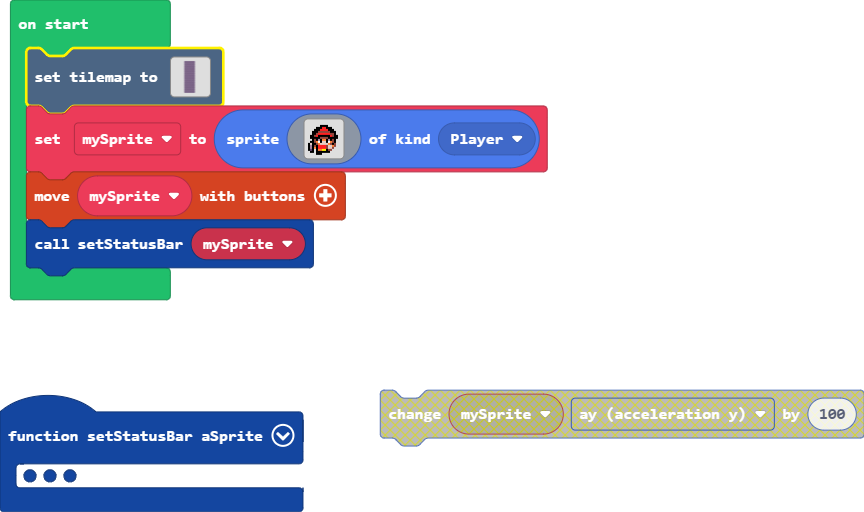 on start
set tilemap to
set mySprite to sprite of kind Player
move mySprite with buttons
call setStatusBar mySprite
change mySprite ay (acceleration y) by 100
function setStatusBar aSprite